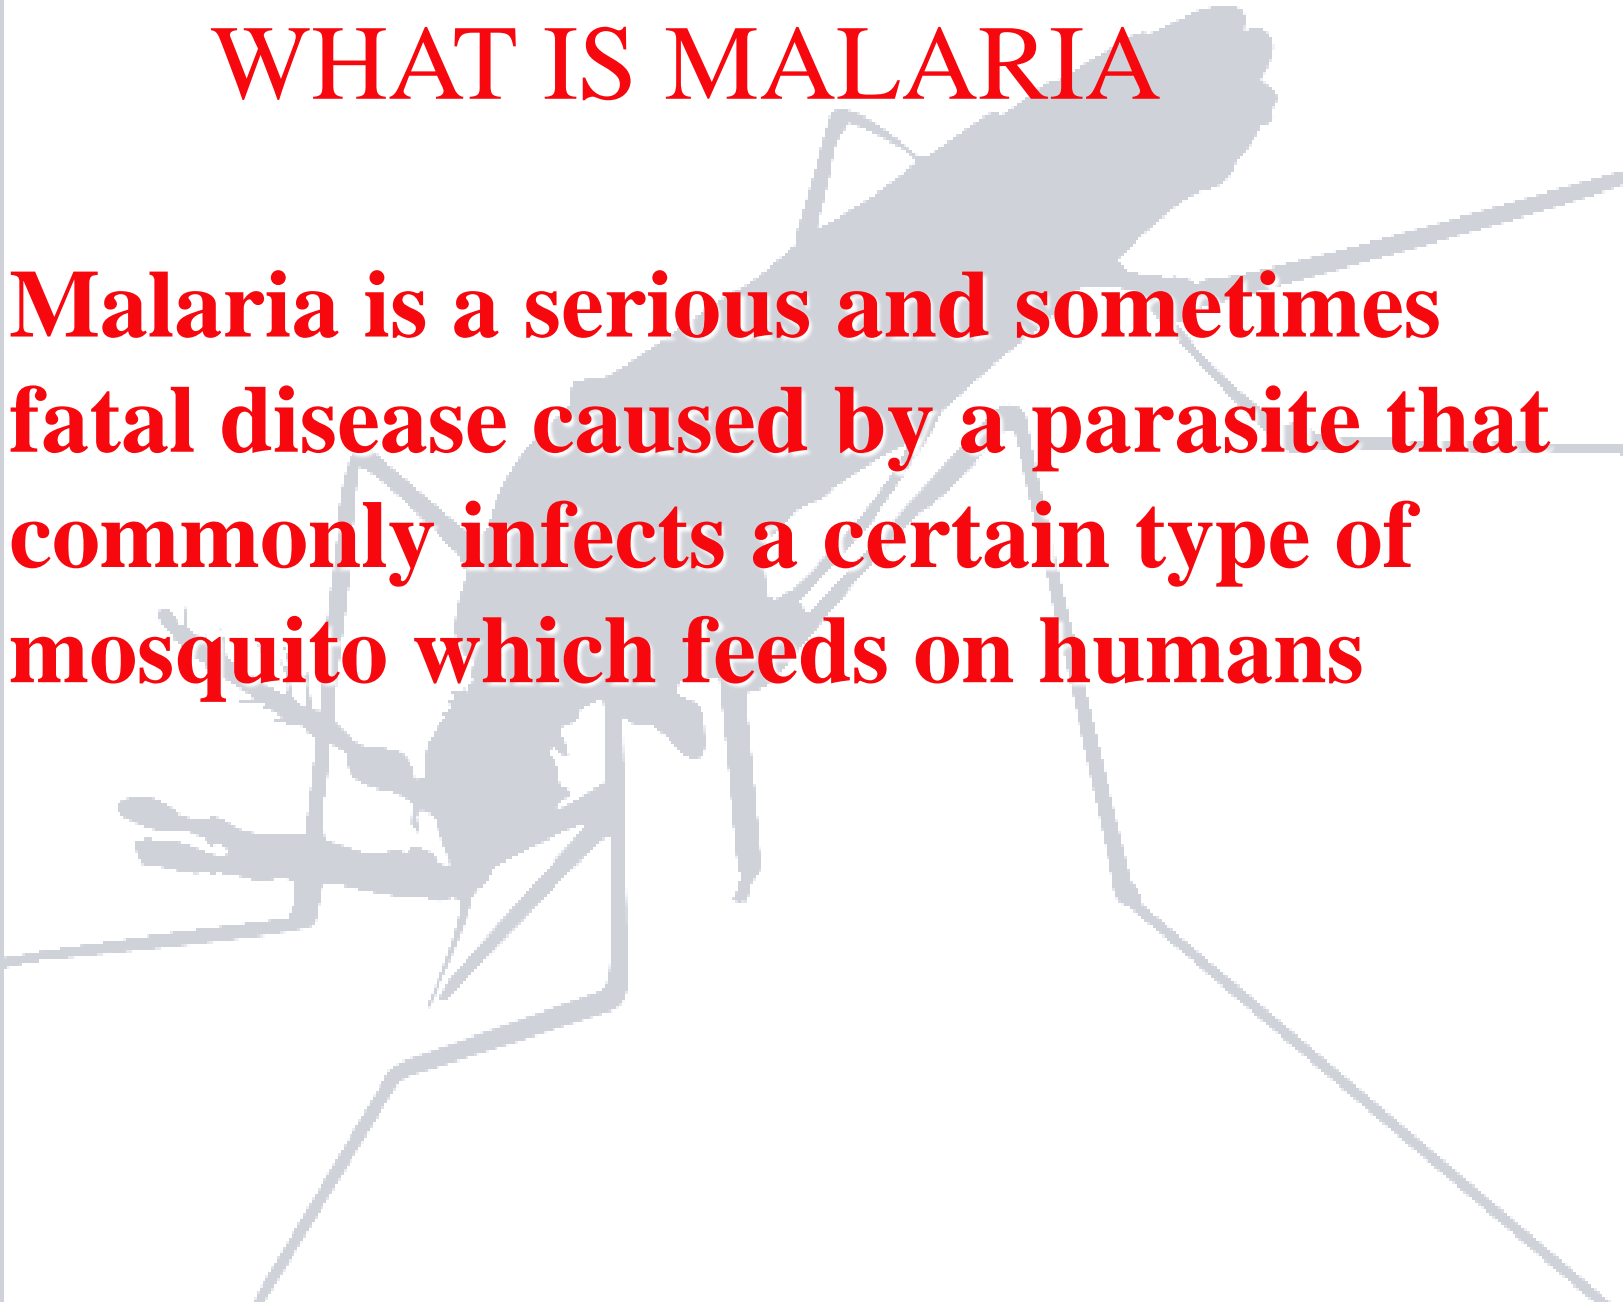 WHAT IS MALARIA
Malaria is a serious and sometimes
fatal disease caused by a parasite that
commonly infects a certain type of
mosquito which feeds on humans